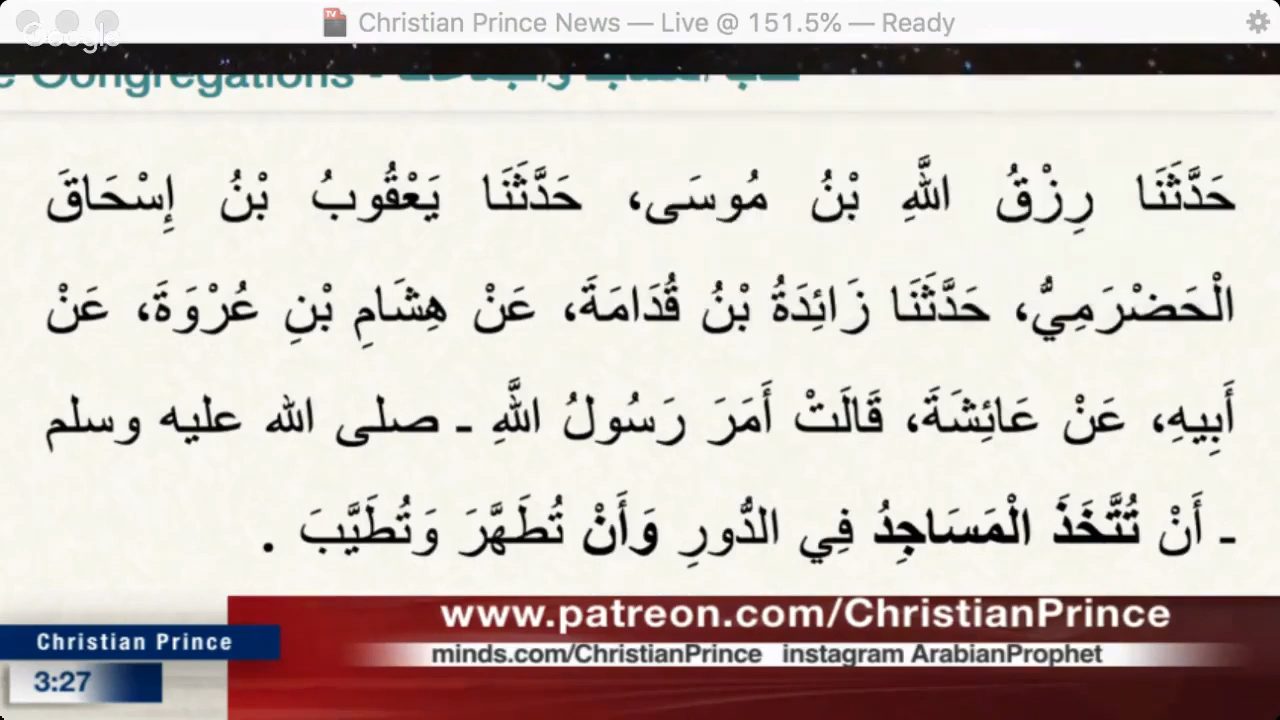 Christian Prince News — Live @ 151.5% — Ready
Google
e Congregations -
حَدَّثَنَا رِزْقُ اللَّهِ بْنُ مُوسَى، حَدَّثَنَا يَعْقُوبُ بْنُ إِسْحَاقَ
الْحَضْرَمِيُّ، حَدَّثَنَا زَائِدَةُ بْنُ قُدَامَةَ، عَنْ هِشَامِ بْنِ عُرْوَةَ، عَنْ
أَبِيهِ، عَنْ عَائِشَةَ، قَالَتْ أَمَرَ رَسُولُ اللَّهِ ـ صلى الله عليه وسلم
ـ أَنْ تُتَّخَذَ الْمَسَاجِدُ فِي الدُّورِ وَأَنْ تُطَهَّرَ وَتُطَيَّبَ .
www.patreon.com/ChristianPrince
Christian Prince
minds.com/ChristianPrince instagram ArabianProphet
3:27